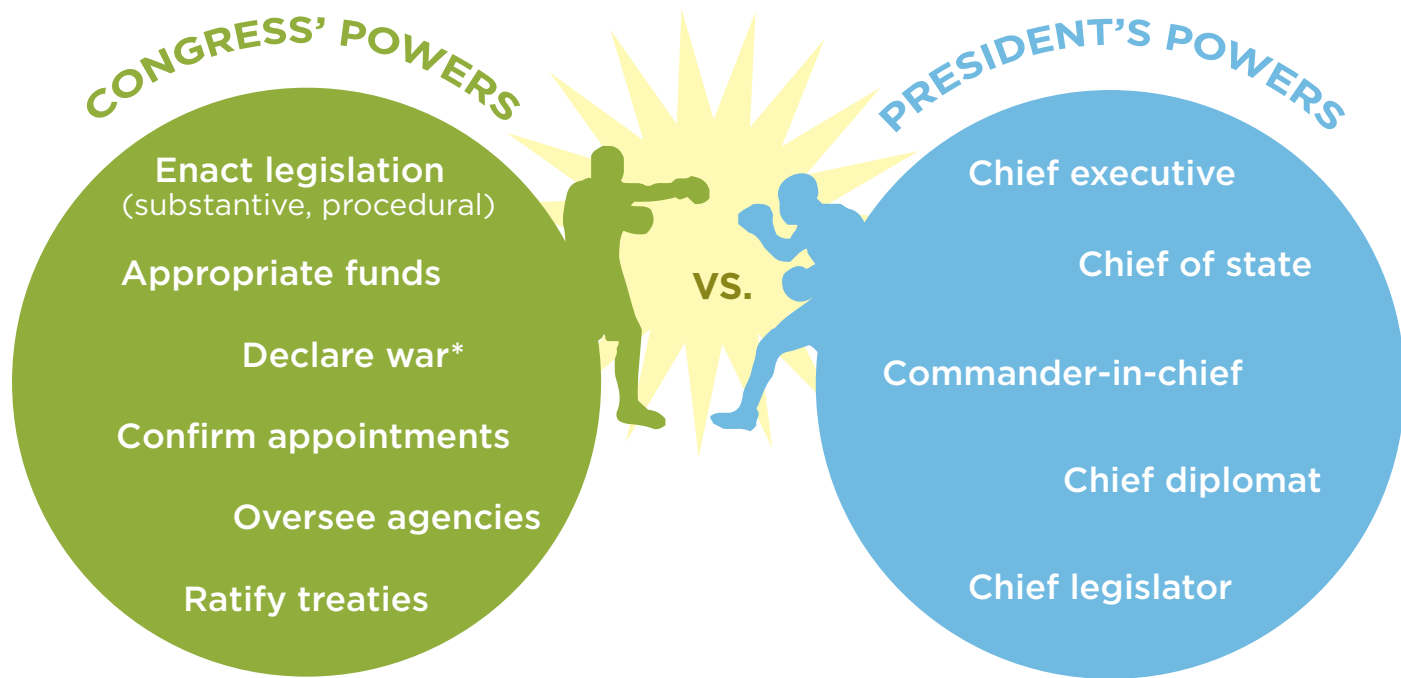 CONGRESS’ POWERS
Enact legislation
(substantive, procedural)
Appropriate funds
Declare war*
Confirm appointments
Oversee agencies
Ratify treaties
VS.
PRESIDENT’S POWERS
Chief executive
Chief of state
Commander-in-chief
Chief diplomat
Chief legislator